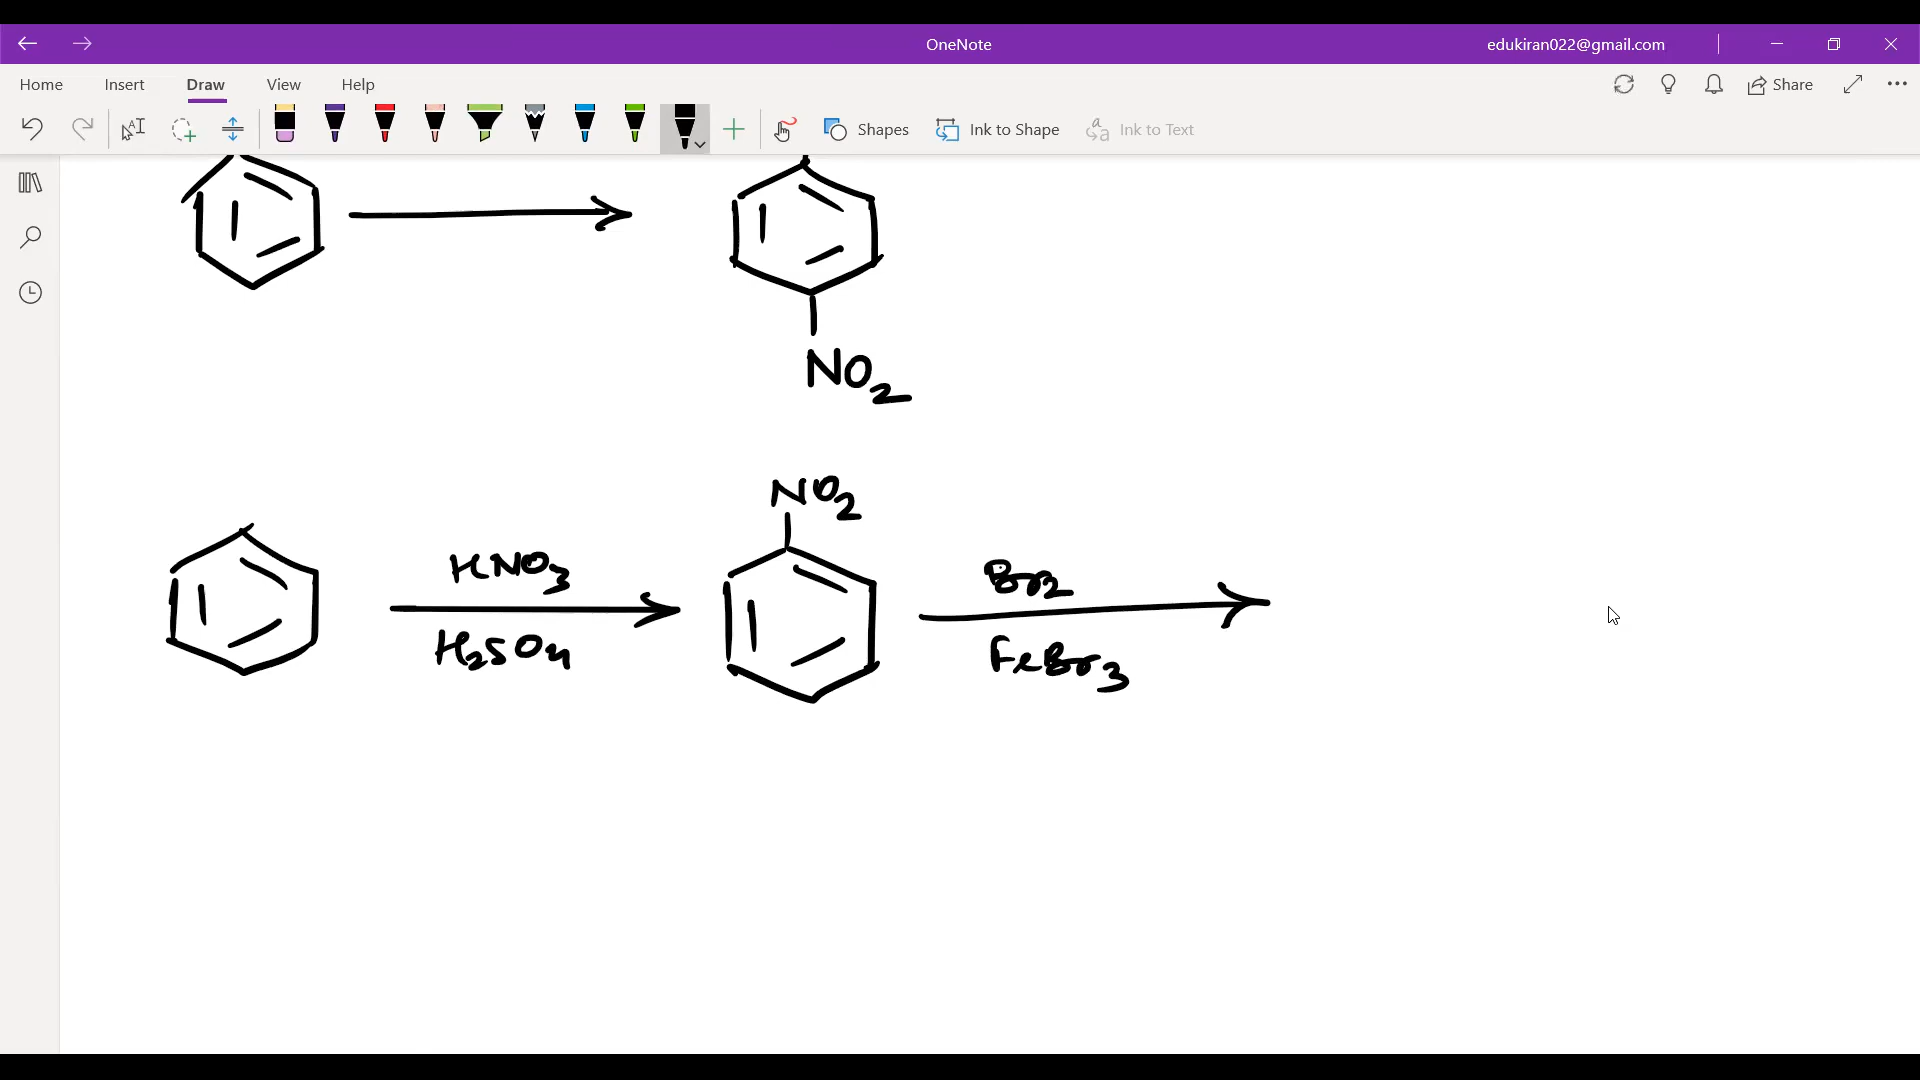 OneNote
edukiran022@gmail.com
Home Insert Draw View Help
Share
Shapes Ink to Shape Ink to Text
NO2
NO2
HNO3
H2SO4
Br2
FeBr3